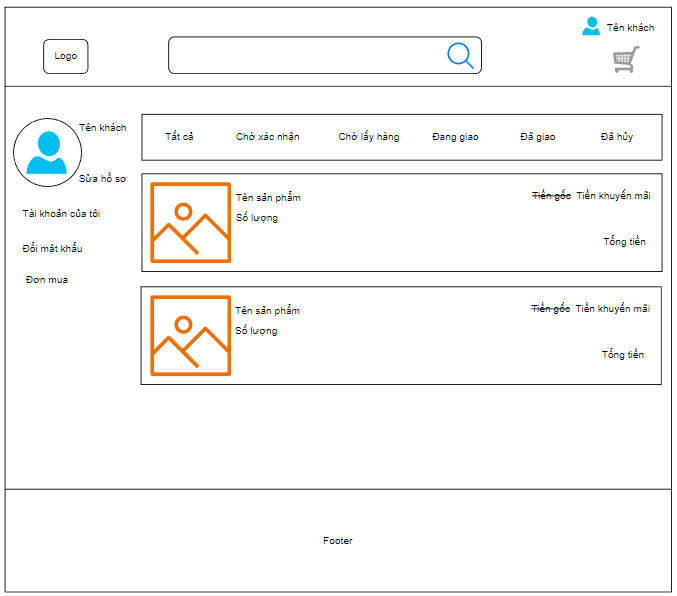 Tên khách
Logo
Tên khách
Sửa hồ sơ
Tài khoản của tôi
Đổi mật khẩu
Đơn mua
Tất cả Chờ xác nhận Chờ lấy hàng Đang giao Đã giao Đã hủy
Tên sản phẩm
Số lượng
Tiền gốc Tiền khuyến mãi
Tổng tiền
Tên sản phẩm
Số lượng
Tiền gốc Tiền khuyến mãi
Tổng tiền
Footer